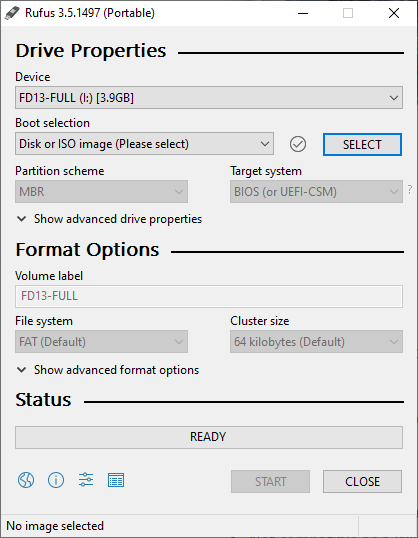 Rufus 3.5.1497 (Portable)
Drive Properties
Device
FD13-FULL (I:) [3.9GB]
Boot selection
Disk or ISO image (Please select)
SELECT
Partition scheme
Target system
MBR
BIOS (or UEFI-CSM)
?
Show advanced drive properties
Format Options
Volume label
FD13-FULL
File system
Cluster size
FAT (Default)
64 kilobytes (Default)
Show advanced format options
Status
READY
START
CLOSE
No image selected